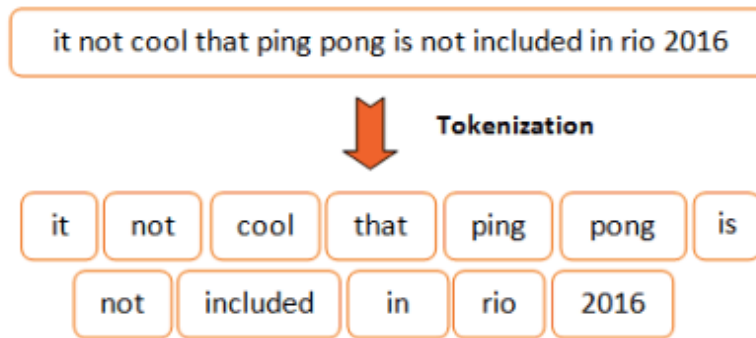 it not cool that ping pong is not included in rio 2016
Tokenization
it not cool that ping pong is
not included in rio 2016